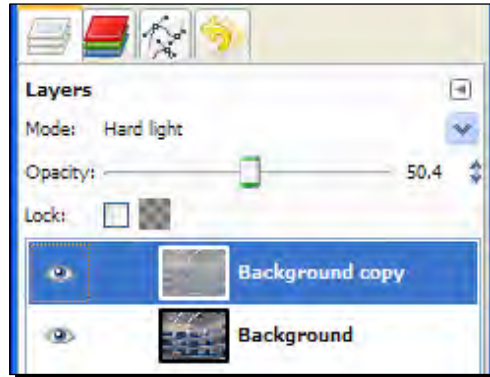 Layers
Mode: Hard light
Opacity: 50.4
Lock:
Background copy
Background